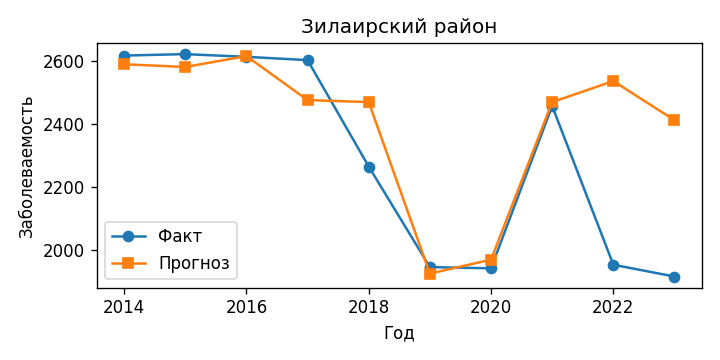 Зилаирский район
Заболеваемость
2600
2400
2200
2000
Факт
Прогноз
2014
2016
2018
2020
2022
Год